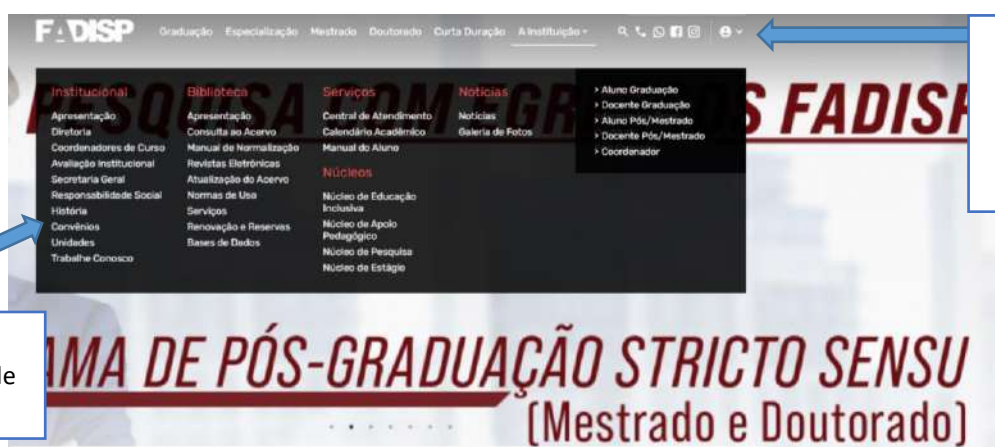 FADISP
Graduação Especialização Mestrado Doutorado Curta Duração A Instituição
Institucional
Apresentação
Diretoria
Coordenadores de Curso
Avaliação Institucional
Secretaria Geral
Responsabilidade Social
História
Convênios
Unidades
Trabalhe Conosco
Biblioteca
Apresentação
Consulta ao Acervo
Manual de Normalização
Revistas Eletrônicas
Atualização do Acervo
Normas de Uso
Serviços
Renovação e Reservas
Bases de Dados
Serviços
Central de Atendimento
Calendário Acadêmico
Manual do Aluno
Núcleos
Núcleo de Educação
Inclusiva
Núcleo de Apoio
Pedagógico
Núcleo de Pesquisa
Núcleo de Estágio
Notícias
Notícias
Galeria de Fotos
> Aluno Graduação
> Docente Graduação
> Aluno Pós/Mestrado
> Docente Pós/Mestrado
> Coordenador
PESQUISA COM EGRESSOS FADISP
AMA DE PÓS-GRADUAÇÃO STRICTO SENSU
(Mestrado e Doutorado)